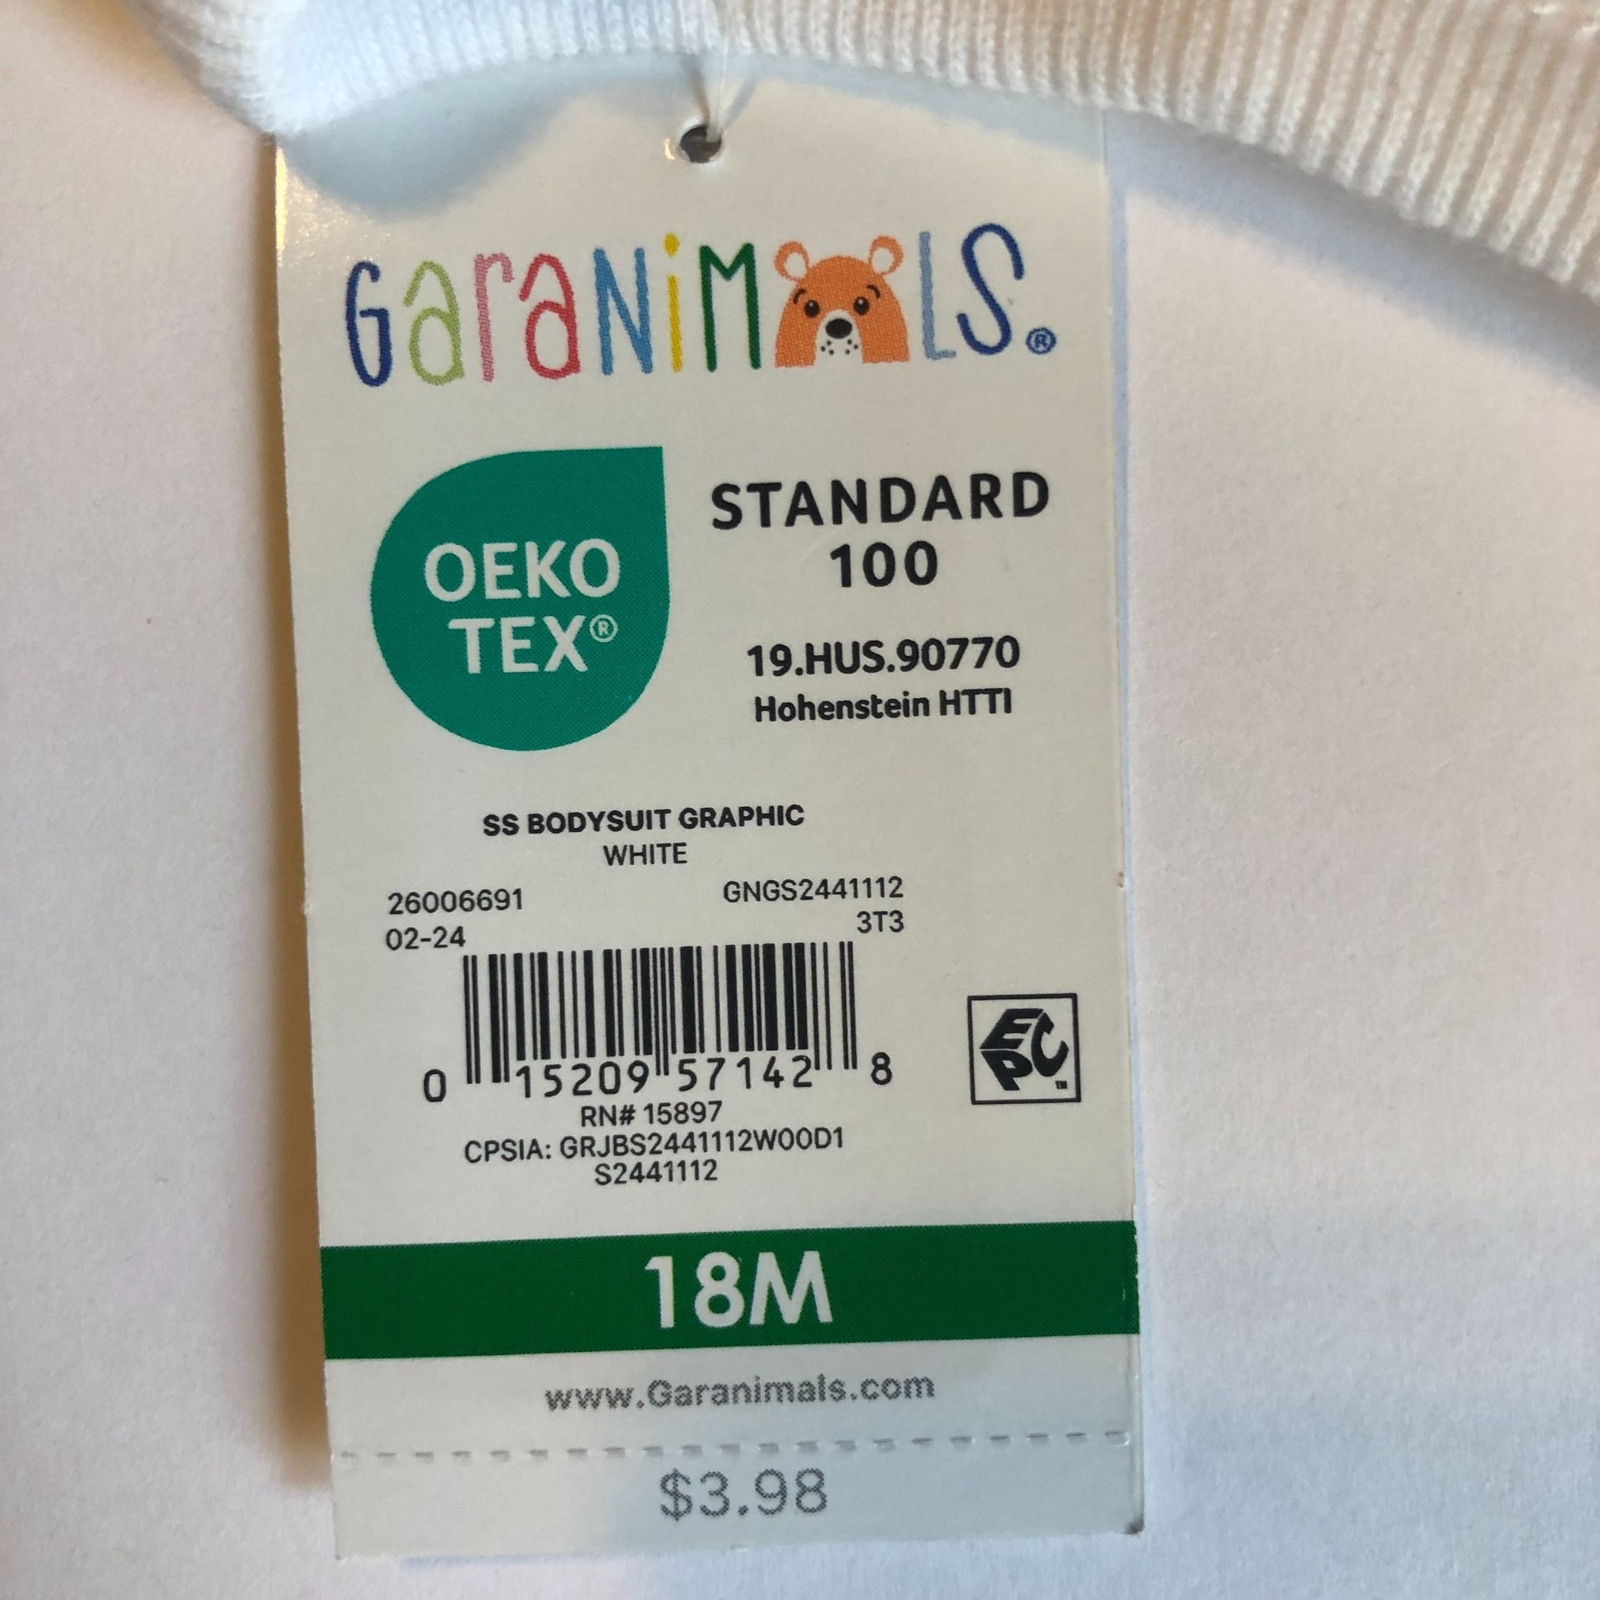 GaraNiMALS®
OEKO
TEX®
STANDARD
100
19.HUS.90770
Hohenstein HTTI
SS BODYSUIT GRAPHIC
WHITE
26006691 GNGS2441112
02-24 3T3
0 15209 57142 8
EPC™
RN# 15897
CPSIA: GRJBS2441112W00D1
S2441112
18M
www.Garanimals.com
$3.98